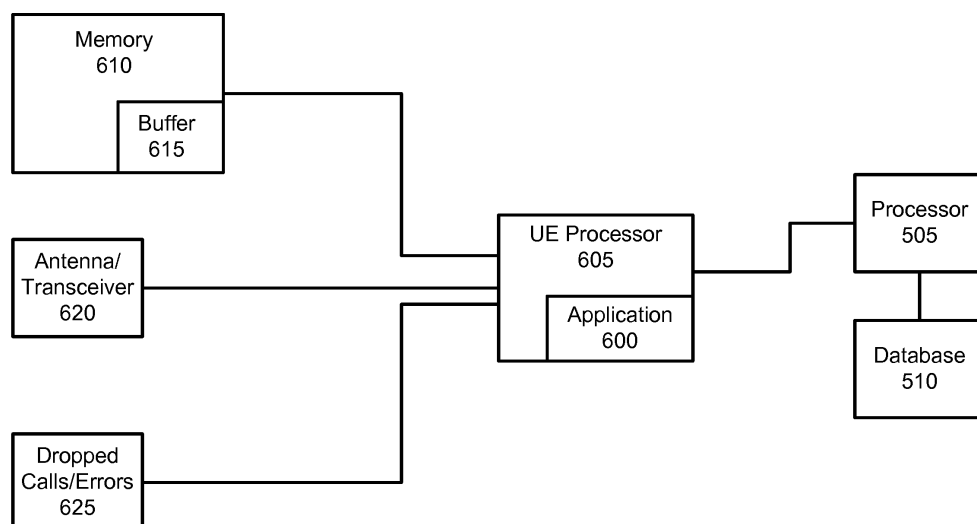 Memory
610
Buffer
615
Antenna/
Transceiver
620
Dropped
Calls/Errors
625
UE Processor
605
Application
600
Processor
505
Database
510